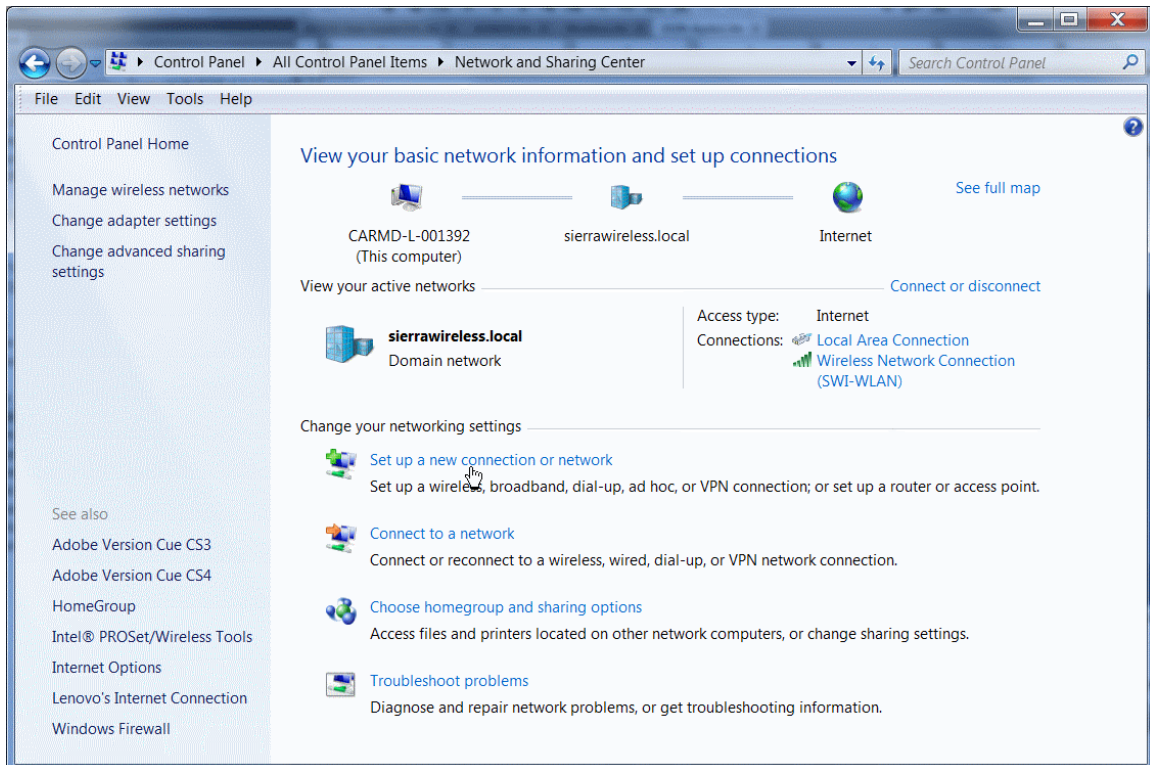 Control Panel
All Control Panel Items
Network and Sharing Center
Search Control Panel
File Edit View Tools Help
Control Panel Home
Manage wireless networks
Change adapter settings
Change advanced sharing
settings
See also
Adobe Version Cue CS3
Adobe Version Cue CS4
HomeGroup
Intel® PROSet/Wireless Tools
Internet Options
Lenovo's Internet Connection
Windows Firewall
View your basic network information and set up connections
See full map
CARMD-L-001392
(This computer)
sierrawireless.local
Internet
View your active networks
Connect or disconnect
sierrawireless.local
Domain network
Access type: Internet
Connections: Local Area Connection
Wireless Network Connection
(SWI-WLAN)
Change your networking settings
Set up a new connection or network
Set up a wireless, broadband, dial-up, ad hoc, or VPN connection; or set up a router or access point.
Connect to a network
Connect or reconnect to a wireless, wired, dial-up, or VPN network connection.
Choose homegroup and sharing options
Access files and printers located on other network computers, or change sharing settings.
Troubleshoot problems
Diagnose and repair network problems, or get troubleshooting information.